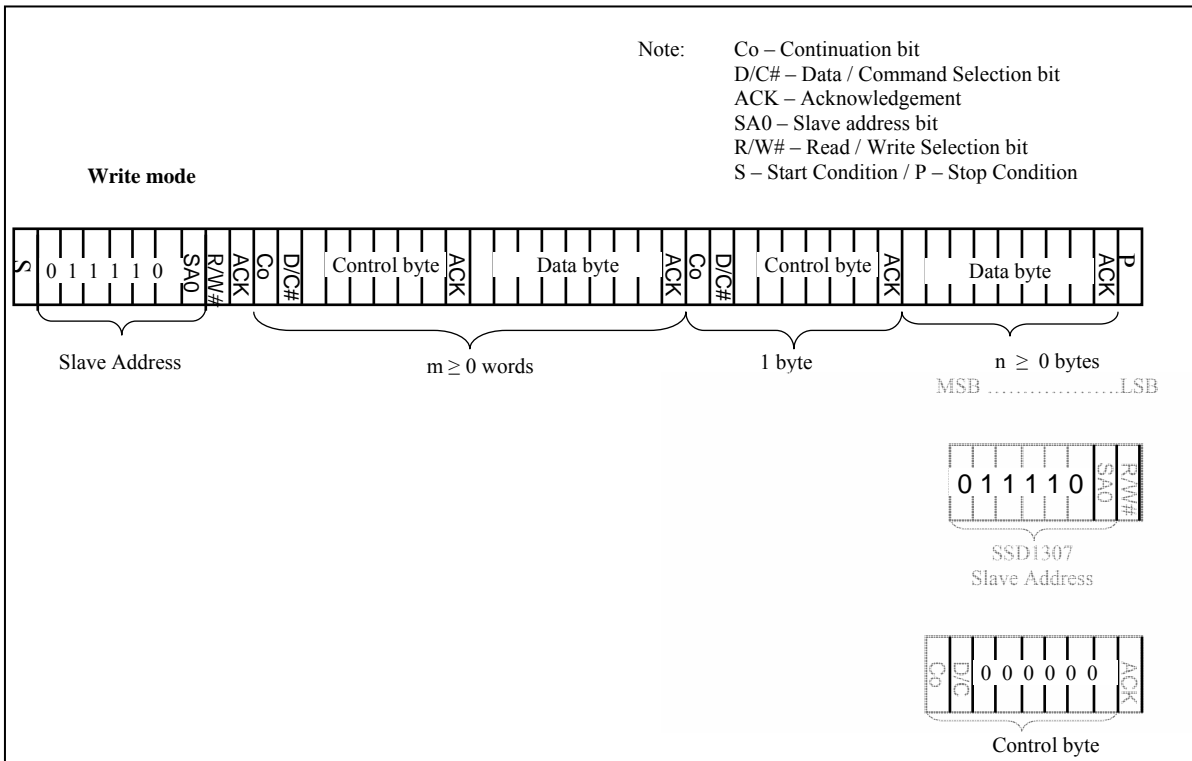 Note: Co – Continuation bit
D/C# – Data / Command Selection bit
ACK – Acknowledgement
SA0 – Slave address bit
R/W# – Read / Write Selection bit
S – Start Condition / P – Stop Condition
Write mode
S 0 1 1 1 1 0 SA0 R/W# ACK Co D/C# Control byte ACK Data byte ACK Co D/C# Control byte ACK Data byte ACK P
Slave Address m ≥ 0 words 1 byte n ≥ 0 bytes
MSB ....................LSB
0 1 1 1 1 0 SA0 R/W#
SSD1307
Slave Address
Co D/C 0 0 0 0 0 0 ACK
Control byte